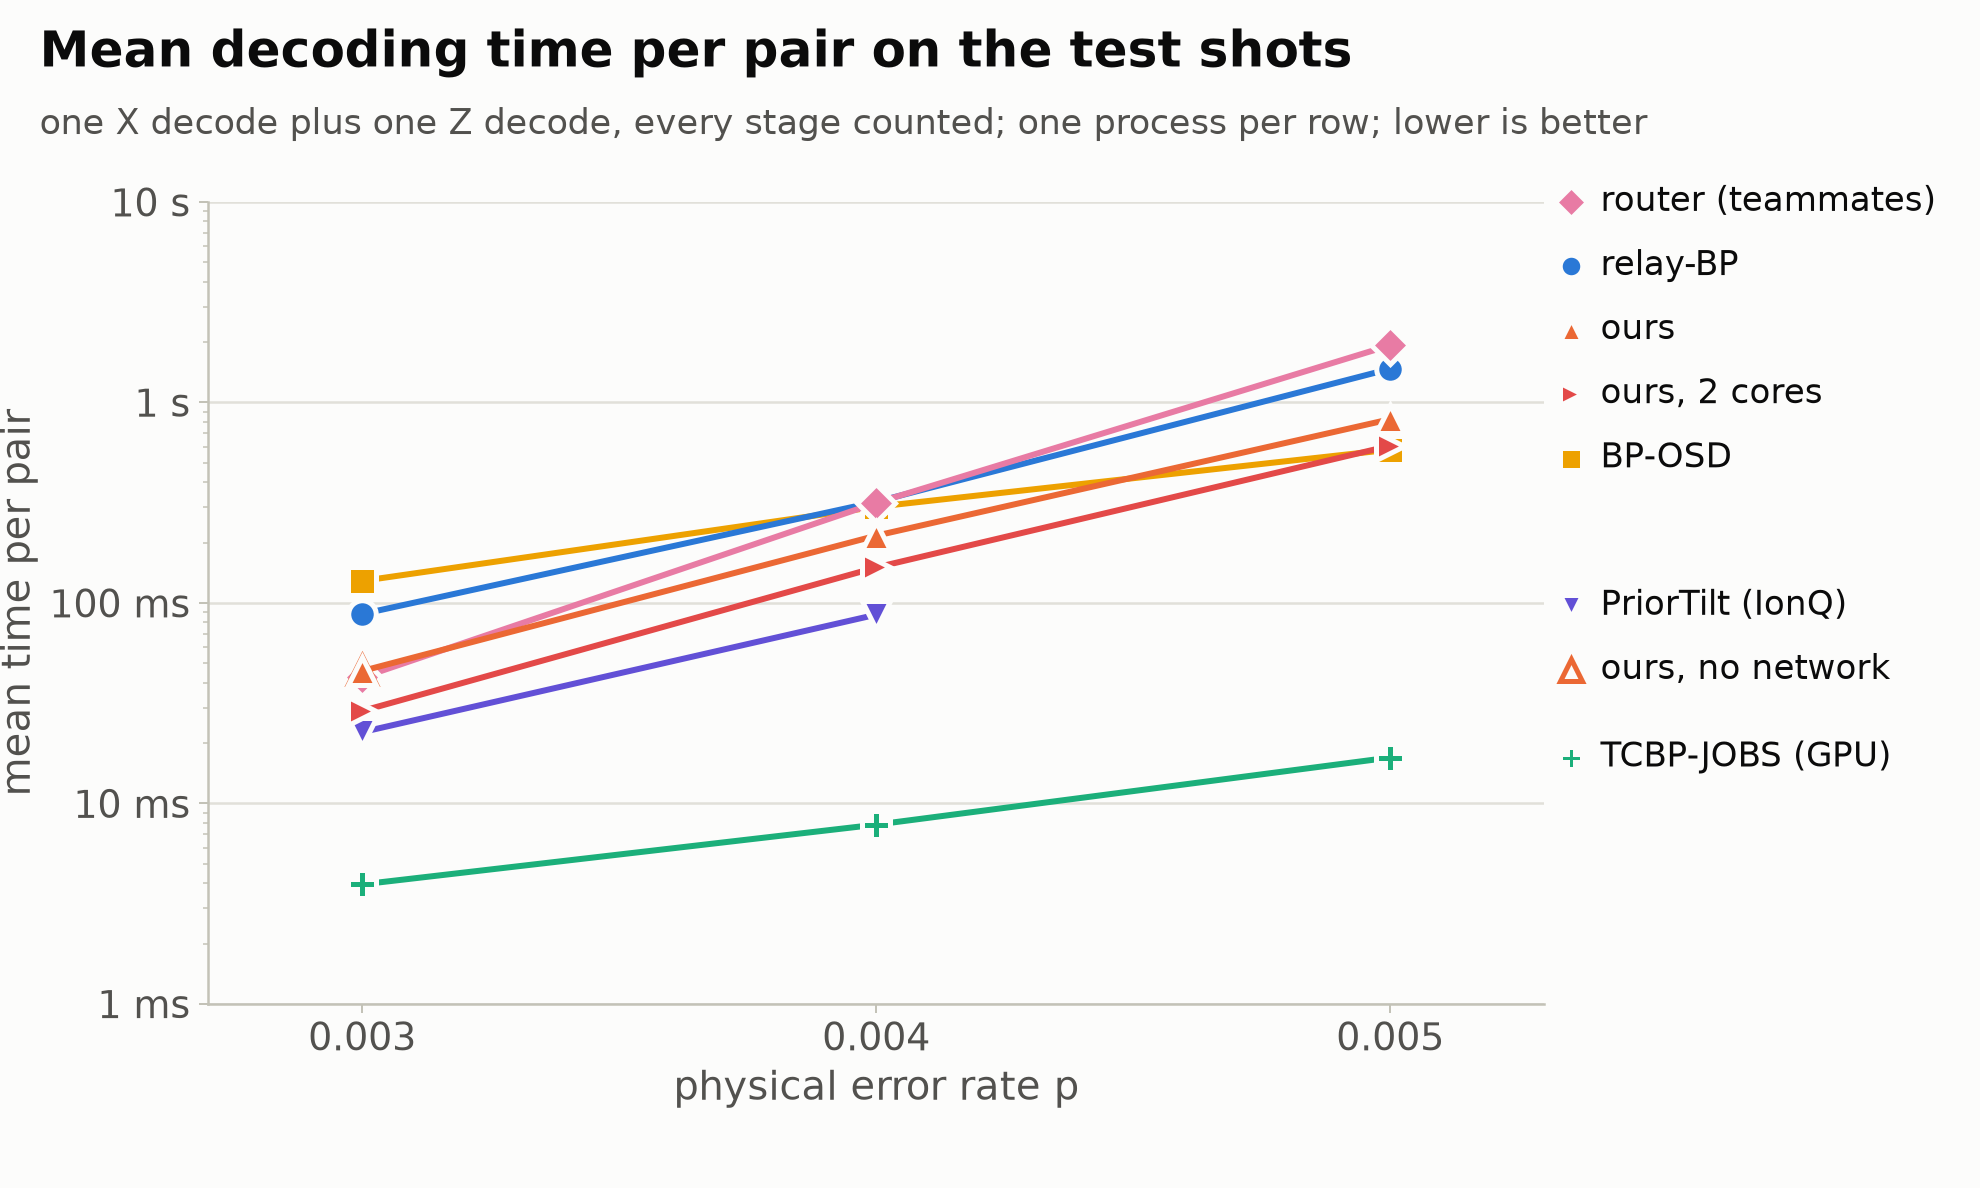 Mean decoding time per pair on the test shots
one X decode plus one Z decode, every stage counted; one process per row; lower is better
mean time per pair
10 s
1 s
100 ms
10 ms
1 ms
0.003
0.004
0.005
physical error rate p
router (teammates)
relay-BP
ours
ours, 2 cores
BP-OSD
PriorTilt (IonQ)
ours, no network
TCBP-JOBS (GPU)